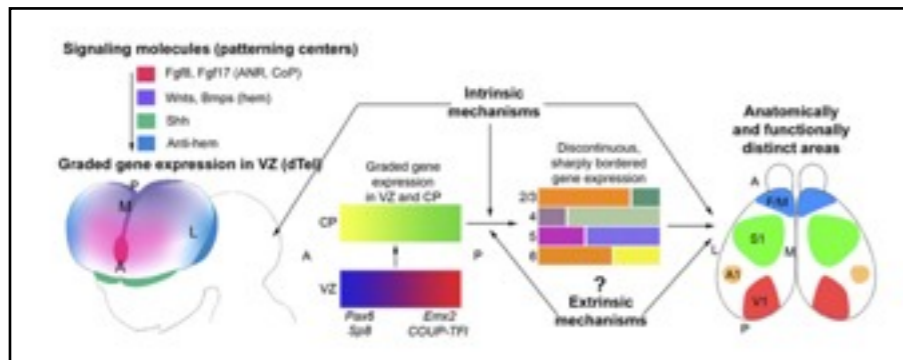 Signaling molecules (patterning centers)
Fgf8, Fgf17 (ANR, CoP)
Wnts, Bmps (hem)
Shh
Anti-hem
Graded gene expression in VZ (dTel)
P
M
L
A
Intrinsic
mechanisms
Graded gene
expression
in VZ and CP
CP
A
P
VZ
Pax6
Sp8
Emx2
COUP-TFI
Discontinuous,
sharply bordered
gene expression
2/3
4
5
6
?
Extrinsic
mechanisms
Anatomically
and functionally
distinct areas
A
F/M
S1
L
M
A1
V1
P